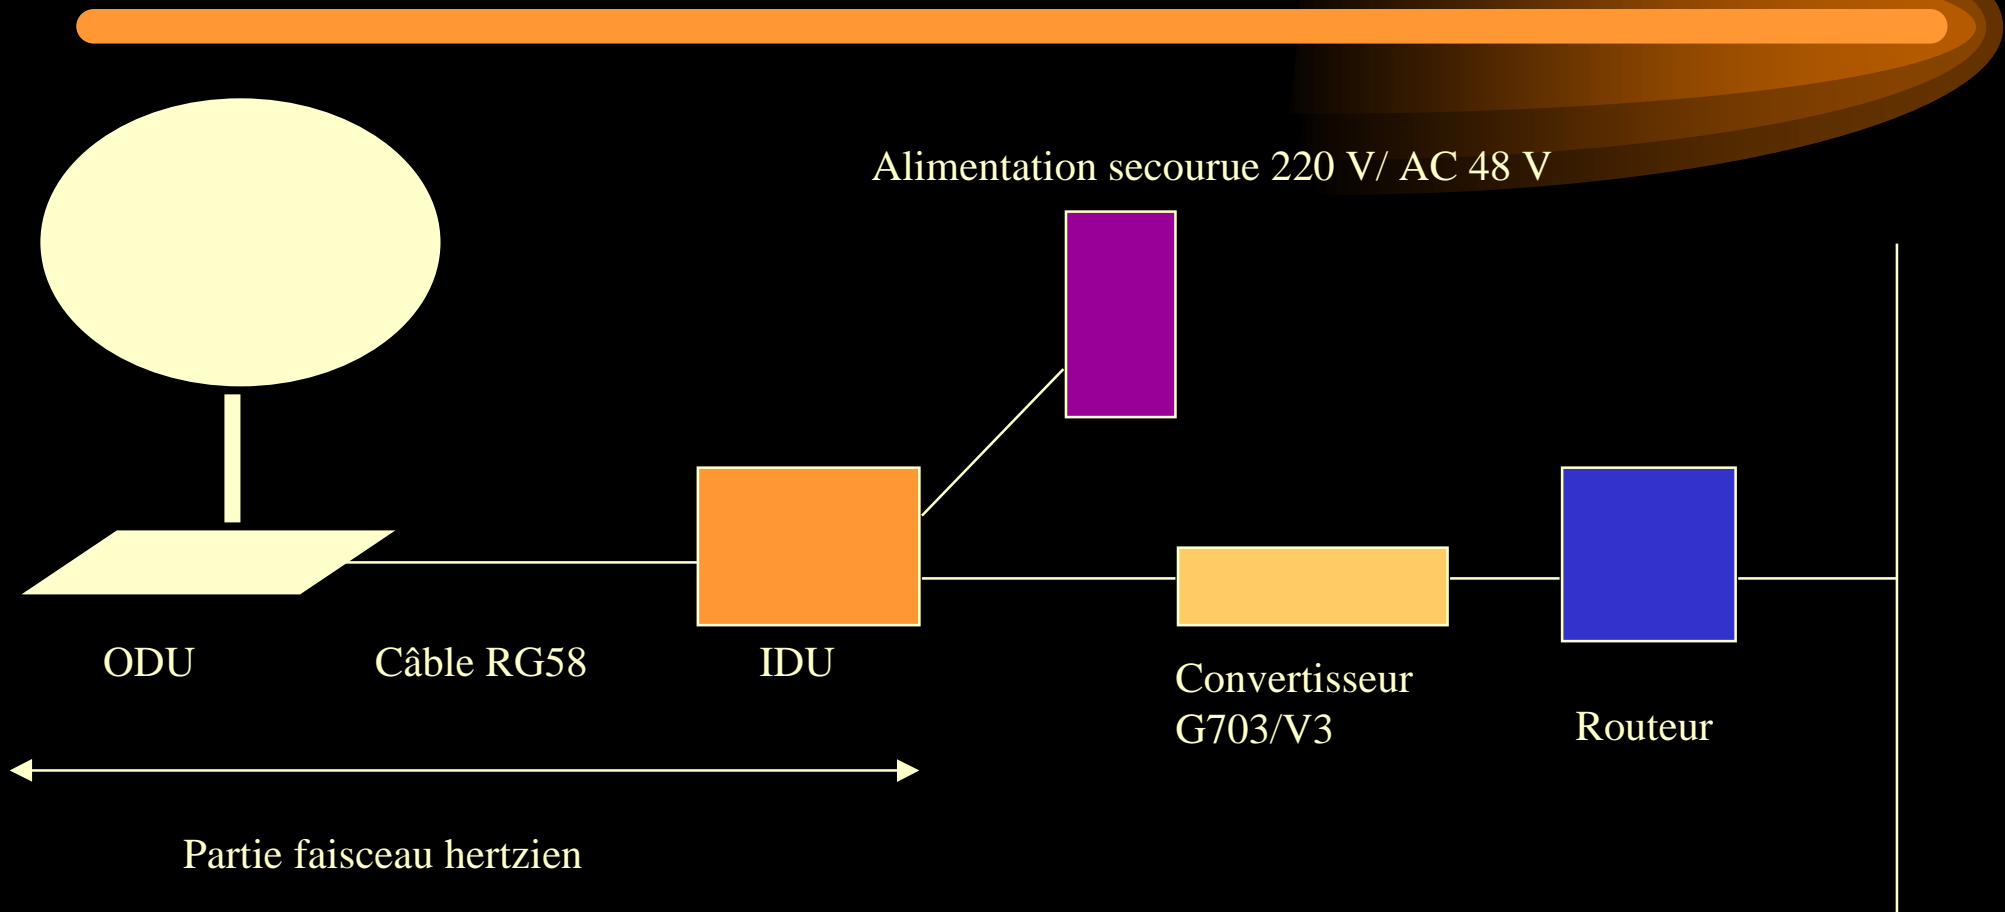 Alimentation secourue 220 V/ AC 48 V
ODU
Câble RG58
IDU
Convertisseur
G703/V3
Routeur
Partie faisceau hertzien